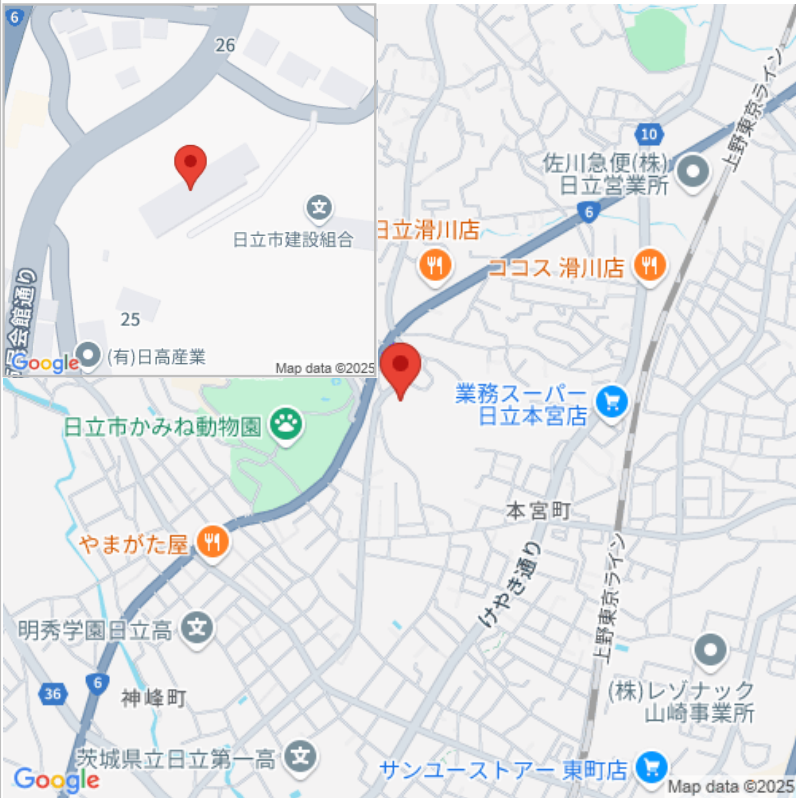 6
26
日立市建設組合
25
(有)日高産業
Google
Map data ©2025
10
上野東京ライン
佐川急便(株)
日立営業所
6
日立滑川店
ココス 滑川店
業務スーパー
日立本宮店
日立市かみね動物園
本宮町
やまがた屋
けやき通り
上野東京ライン
明秀学園日立高
(株)レゾナック
山崎事業所
36
6
神峰町
茨城県立日立第一高
サンユーストアー 東町店
Google
Map data ©2025